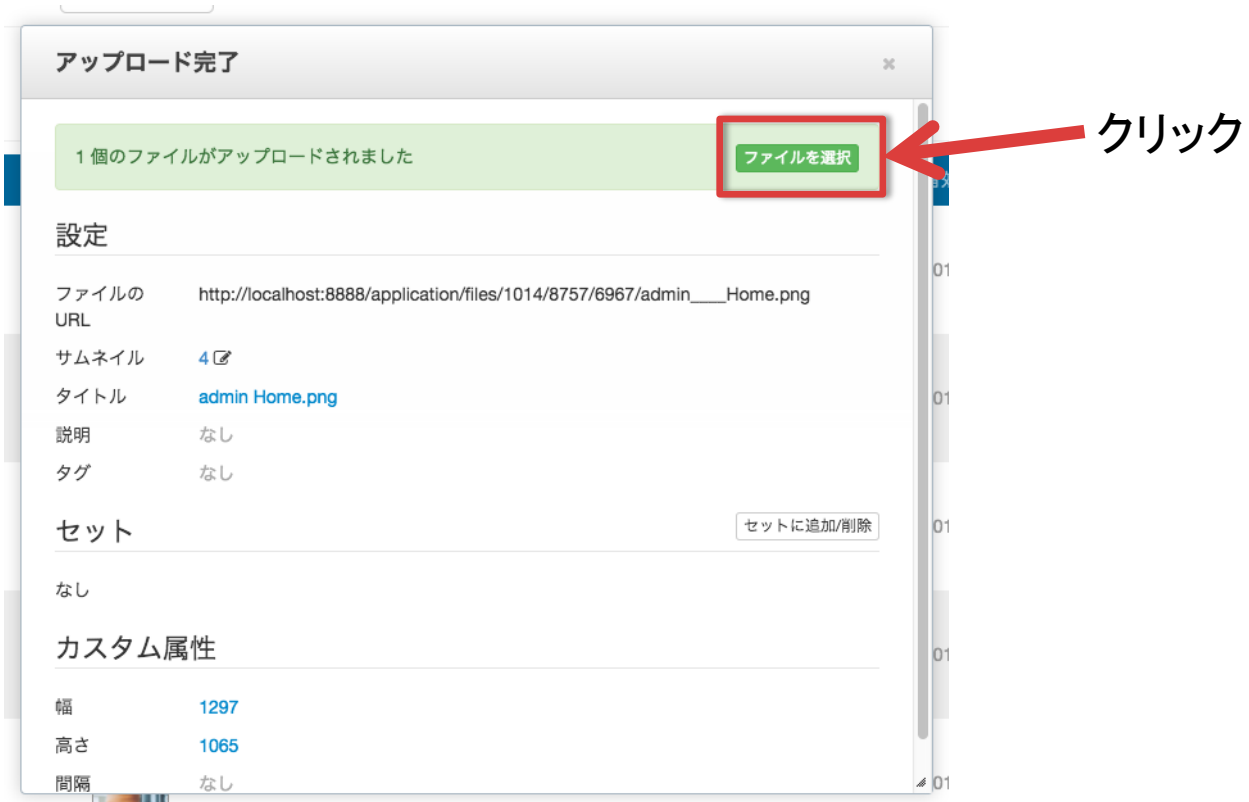 アップロード完了
×
1 個のファイルがアップロードされました
ファイルを選択
クリック
設定
ファイルの URL
http://localhost:8888/application/files/1014/8757/6967/admin____Home.png
サムネイル 4
タイトル admin Home.png
説明 なし
タグ なし
セット
セットに追加/削除
なし
カスタム属性
幅 1297
高さ 1065
間隔 なし
01
01
01
01
01